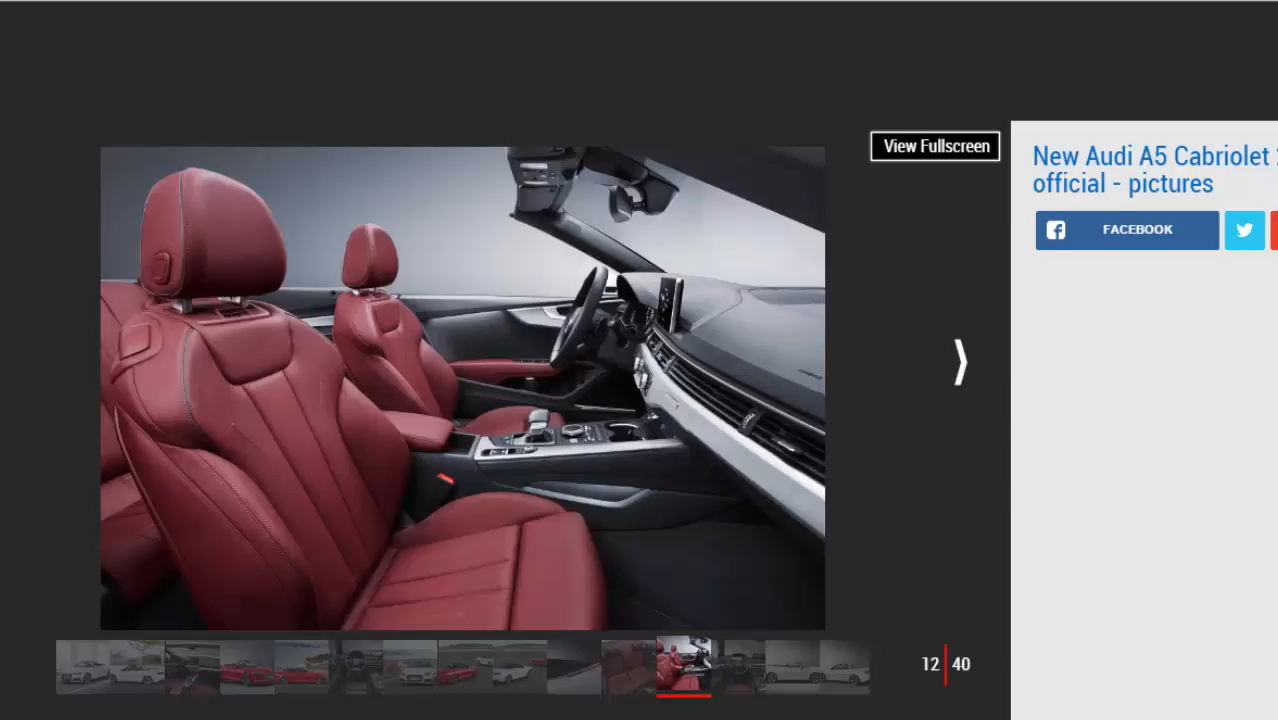 View Fullscreen
New Audi A5 Cabriolet
official - pictures
FACEBOOK
12 40